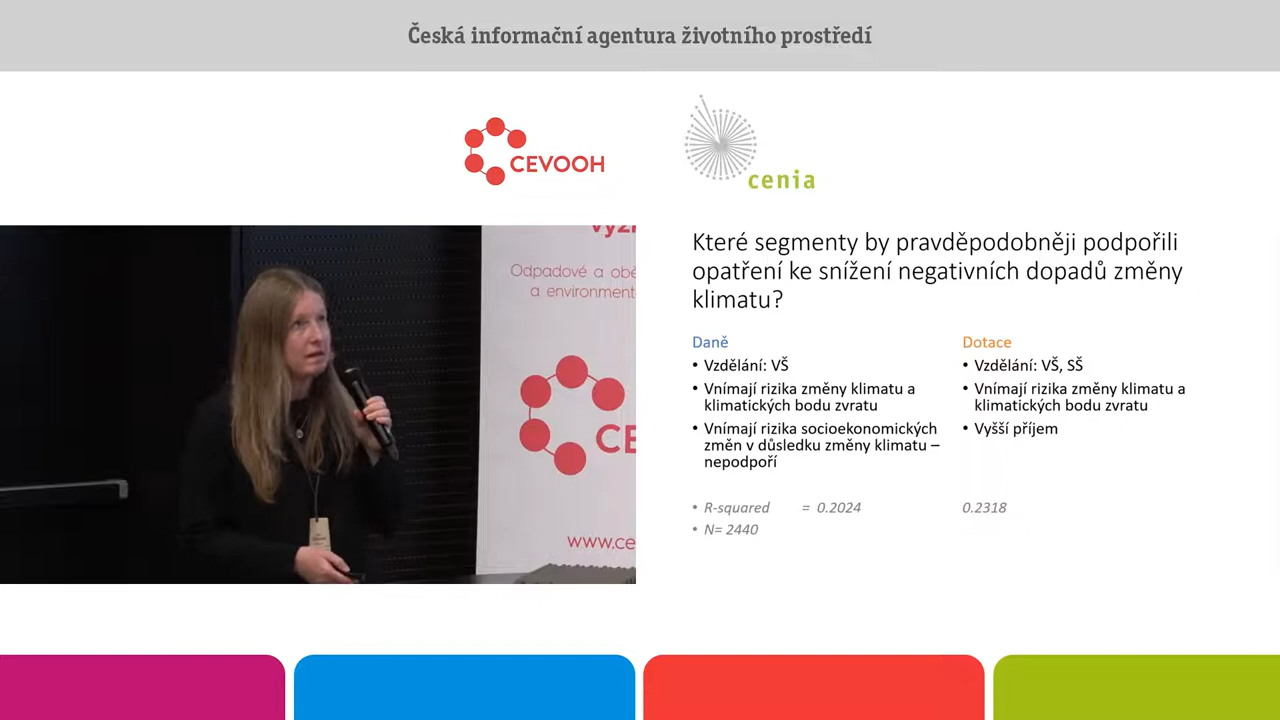 Česká informační agentura životního prostředí
CEVOOH
cenia
Odpadové a obě
a environment
www.ce
Které segmenty by pravděpodobněji podpořili
opatření ke snížení negativních dopadů změny
klimatu?
Daně
• Vzdělání: VŠ
• Vnímají rizika změny klimatu a
klimatických bodu zvratu
• Vnímají rizika socioekonomických
změn v důsledku změny klimatu –
nepodpoří
• R-squared = 0.2024
• N= 2440
Dotace
• Vzdělání: VŠ, SŠ
• Vnímají rizika změny klimatu a
klimatických bodu zvratu
• Vyšší příjem
0.2318